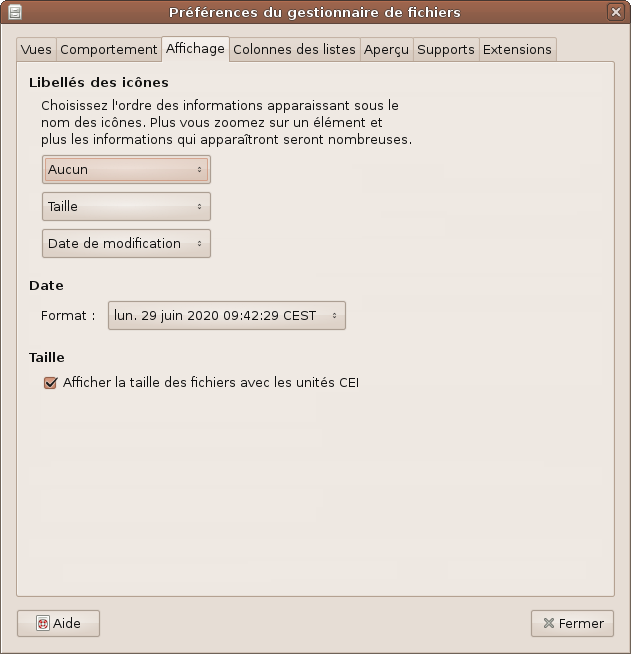 Préférences du gestionnaire de fichiers
Vues Comportement Affichage Colonnes des listes Aperçu Supports Extensions
Libellés des icônes
Choisissez l'ordre des informations apparaissant sous le
nom des icônes. Plus vous zoomez sur un élément et
plus les informations qui apparaîtront seront nombreuses.
Aucun
Taille
Date de modification
Date
Format : lun. 29 juin 2020 09:42:29 CEST
Taille
Afficher la taille des fichiers avec les unités CEI
Aide Fermer